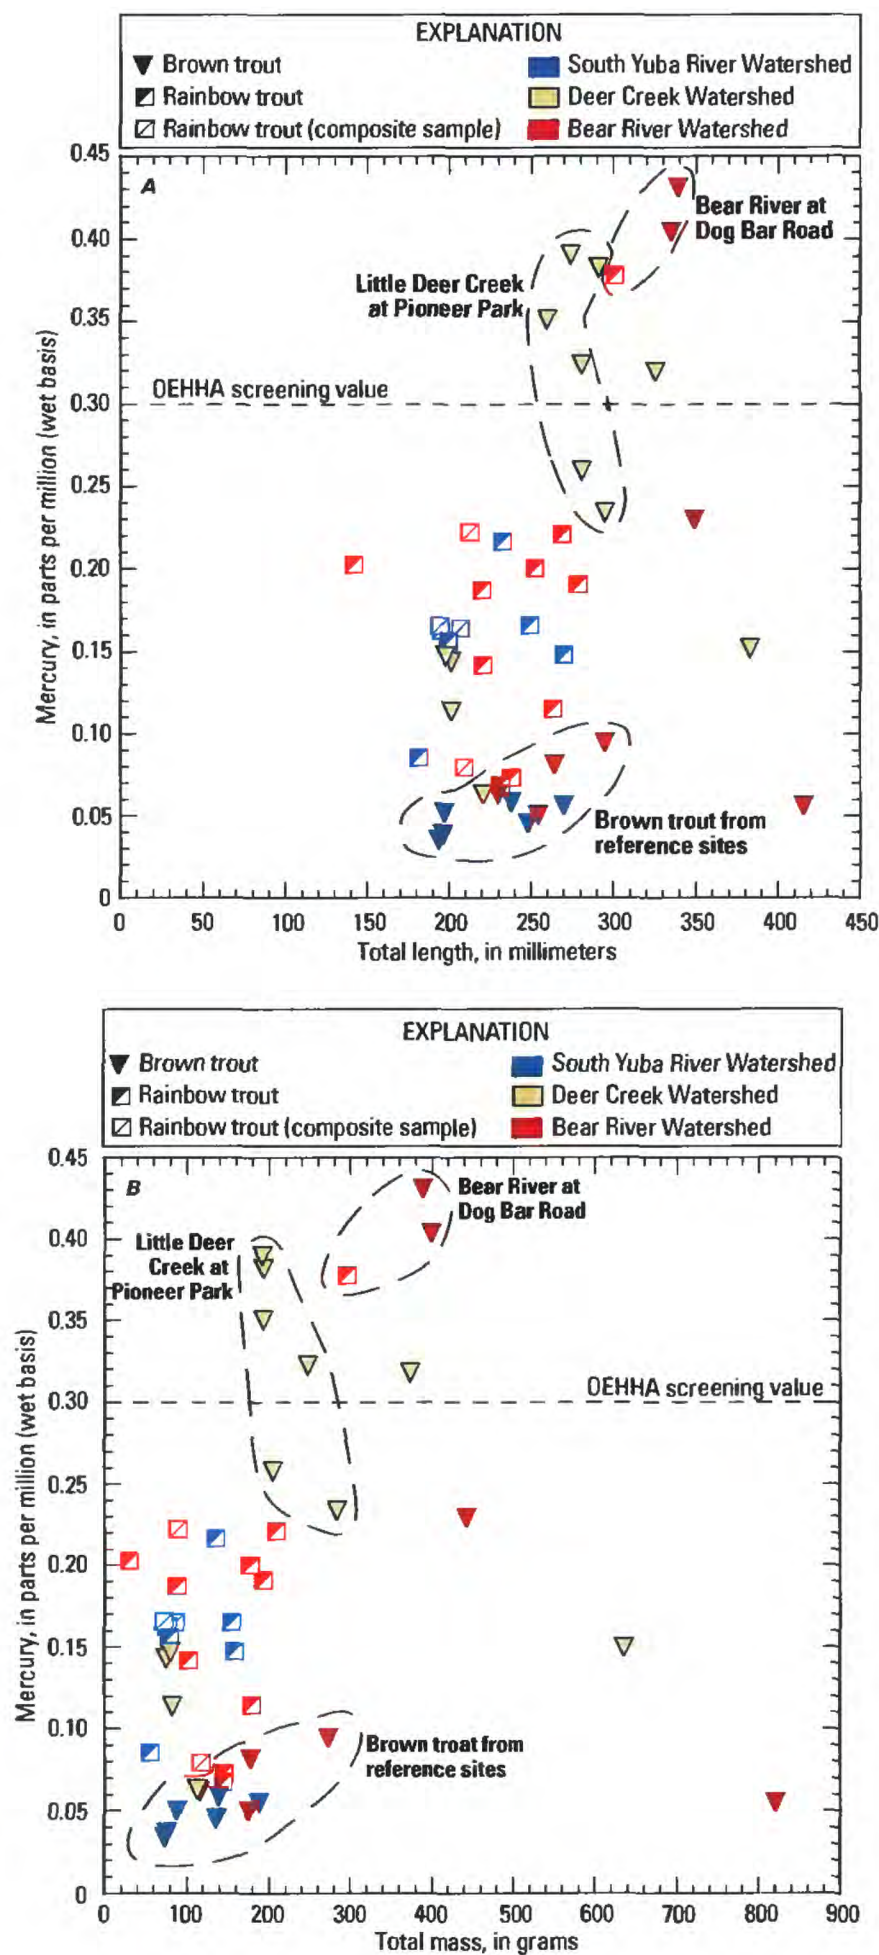 EXPLANATION
Brown trout
South Yuba River Watershed
Rainbow trout
Deer Creek Watershed
Rainbow trout (composite sample)
Bear River Watershed
A
Mercury, in parts per million (wet basis)
0.45
0.40
0.35
0.30
0.25
0.20
0.15
0.10
0.05
0
Bear River at
Dog Bar Road
Little Deer Creek
at Pioneer Park
OEHHA screening value
Brown trout from
reference sites
0 50 100 150 200 250 300 350 400 450
Total length, in millimeters
EXPLANATION
Brown trout
South Yuba River Watershed
Rainbow trout
Deer Creek Watershed
Rainbow trout (composite sample)
Bear River Watershed
B
Mercury, in parts per million (wet basis)
0.45
0.40
0.35
0.30
0.25
0.20
0.15
0.10
0.05
0
Bear River at
Dog Bar Road
Little Deer
Creek at
Pioneer Park
OEHHA screening value
Brown troat from
reference sites
0 100 200 300 400 500 600 700 800 900
Total mass, in grams